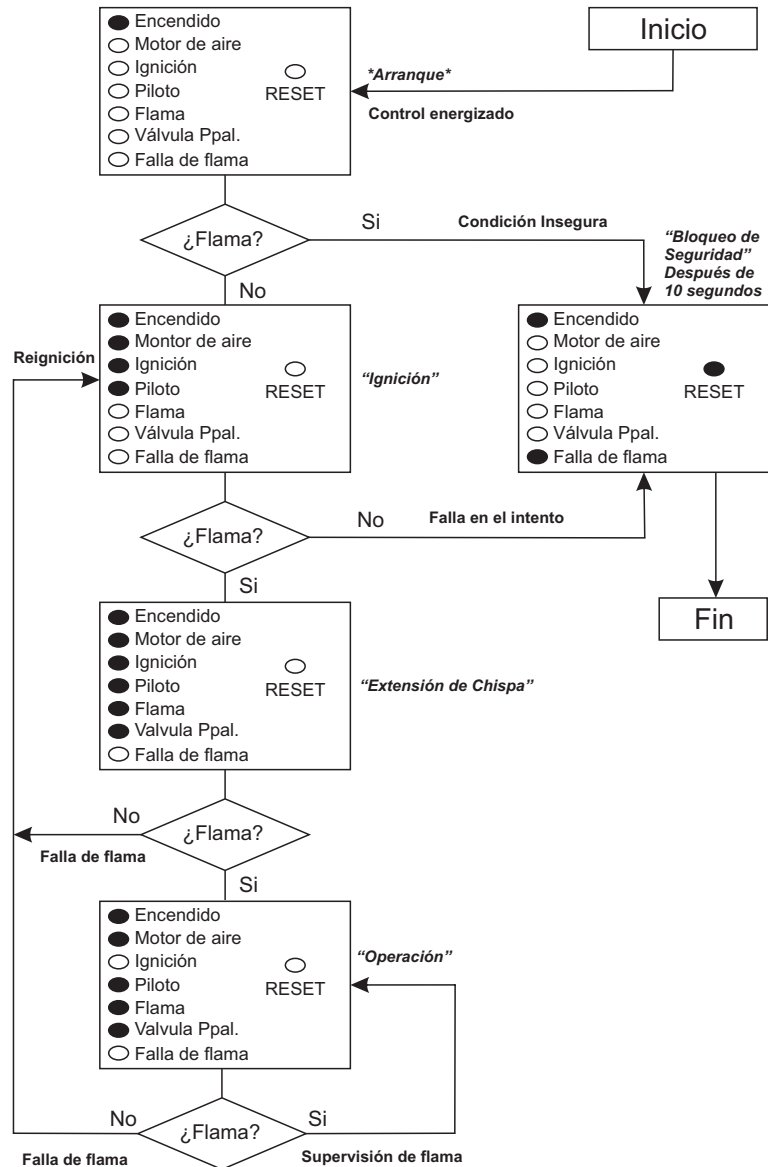 Encendido
Motor de aire
Ignición
Piloto
Flama
Válvula Ppal.
Falla de flama
RESET
Inicio
*Arranque*
Control energizado
¿Flama?
Si
Condición Insegura
No
“Bloqueo de
Seguridad”
Después de
10 segundos
Encendido
Motor de aire
Ignición
Piloto
Flama
Válvula Ppal.
Falla de flama
RESET
Reignición
Encendido
Montor de aire
Ignición
Piloto
Flama
Válvula Ppal.
Falla de flama
RESET
“Ignición”
¿Flama?
No
Falla en el intento
Si
Fin
Encendido
Motor de aire
Ignición
Piloto
Flama
Valvula Ppal.
Falla de flama
RESET
“Extensión de Chispa”
No
¿Flama?
Falla de flama
Si
Encendido
Motor de aire
Ignición
Piloto
Flama
Valvula Ppal.
Falla de flama
RESET
“Operación”
No
¿Flama?
Si
Falla de flama
Supervisión de flama